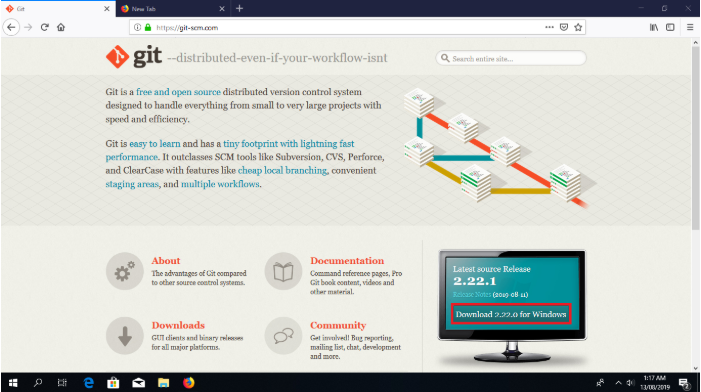 Git
New Tab
https://git-scm.com
git --distributed-even-if-your-workflow-isnt
Search entire site...
Git is a free and open source distributed version control system
designed to handle everything from small to very large projects with
speed and efficiency.
Git is easy to learn and has a tiny footprint with lightning fast
performance. It outclasses SCM tools like Subversion, CVS, Perforce,
and ClearCase with features like cheap local branching, convenient
staging areas, and multiple workflows.
About
The advantages of Git compared
to other source control systems.
Documentation
Command reference pages, Pro
Git book content, videos and
other material.
Downloads
GUI clients and binary releases
for all major platforms.
Community
Get involved! Bug reporting,
mailing list, chat, development
and more.
Latest source Release
2.22.1
Release Notes (2019-08-11)
Download 2.22.0 for Windows
1:17 AM
13/08/2019